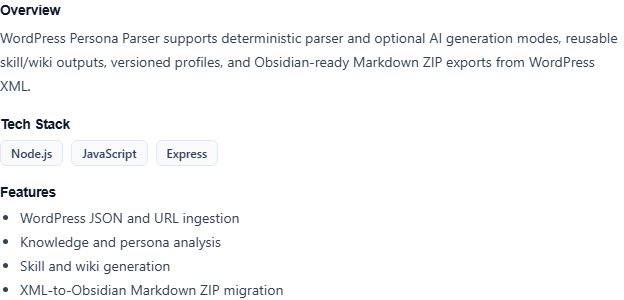 Overview
WordPress Persona Parser supports deterministic parser and optional AI generation modes, reusable
skill/wiki outputs, versioned profiles, and Obsidian-ready Markdown ZIP exports from WordPress
XML.
Tech Stack
Node.js JavaScript Express
Features
• WordPress JSON and URL ingestion
• Knowledge and persona analysis
• Skill and wiki generation
• XML-to-Obsidian Markdown ZIP migration